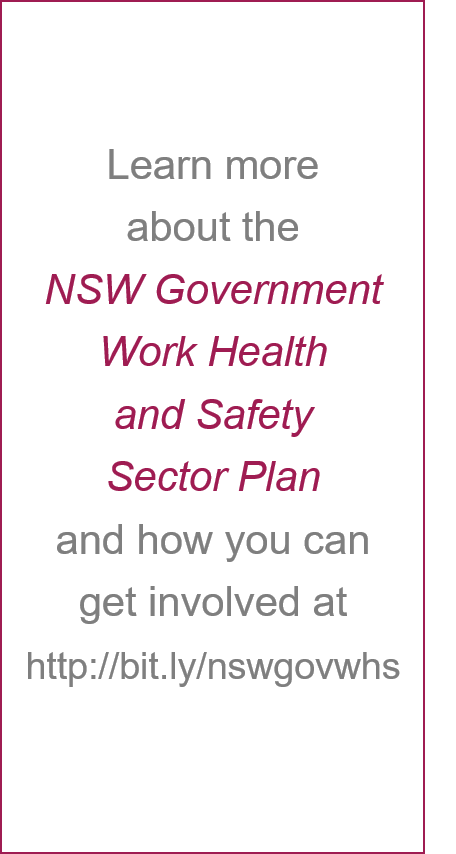 Learn more
about the
NSW Government
Work Health
and Safety
Sector Plan
and how you can
get involved at
http://bit.ly/nswgovwhs